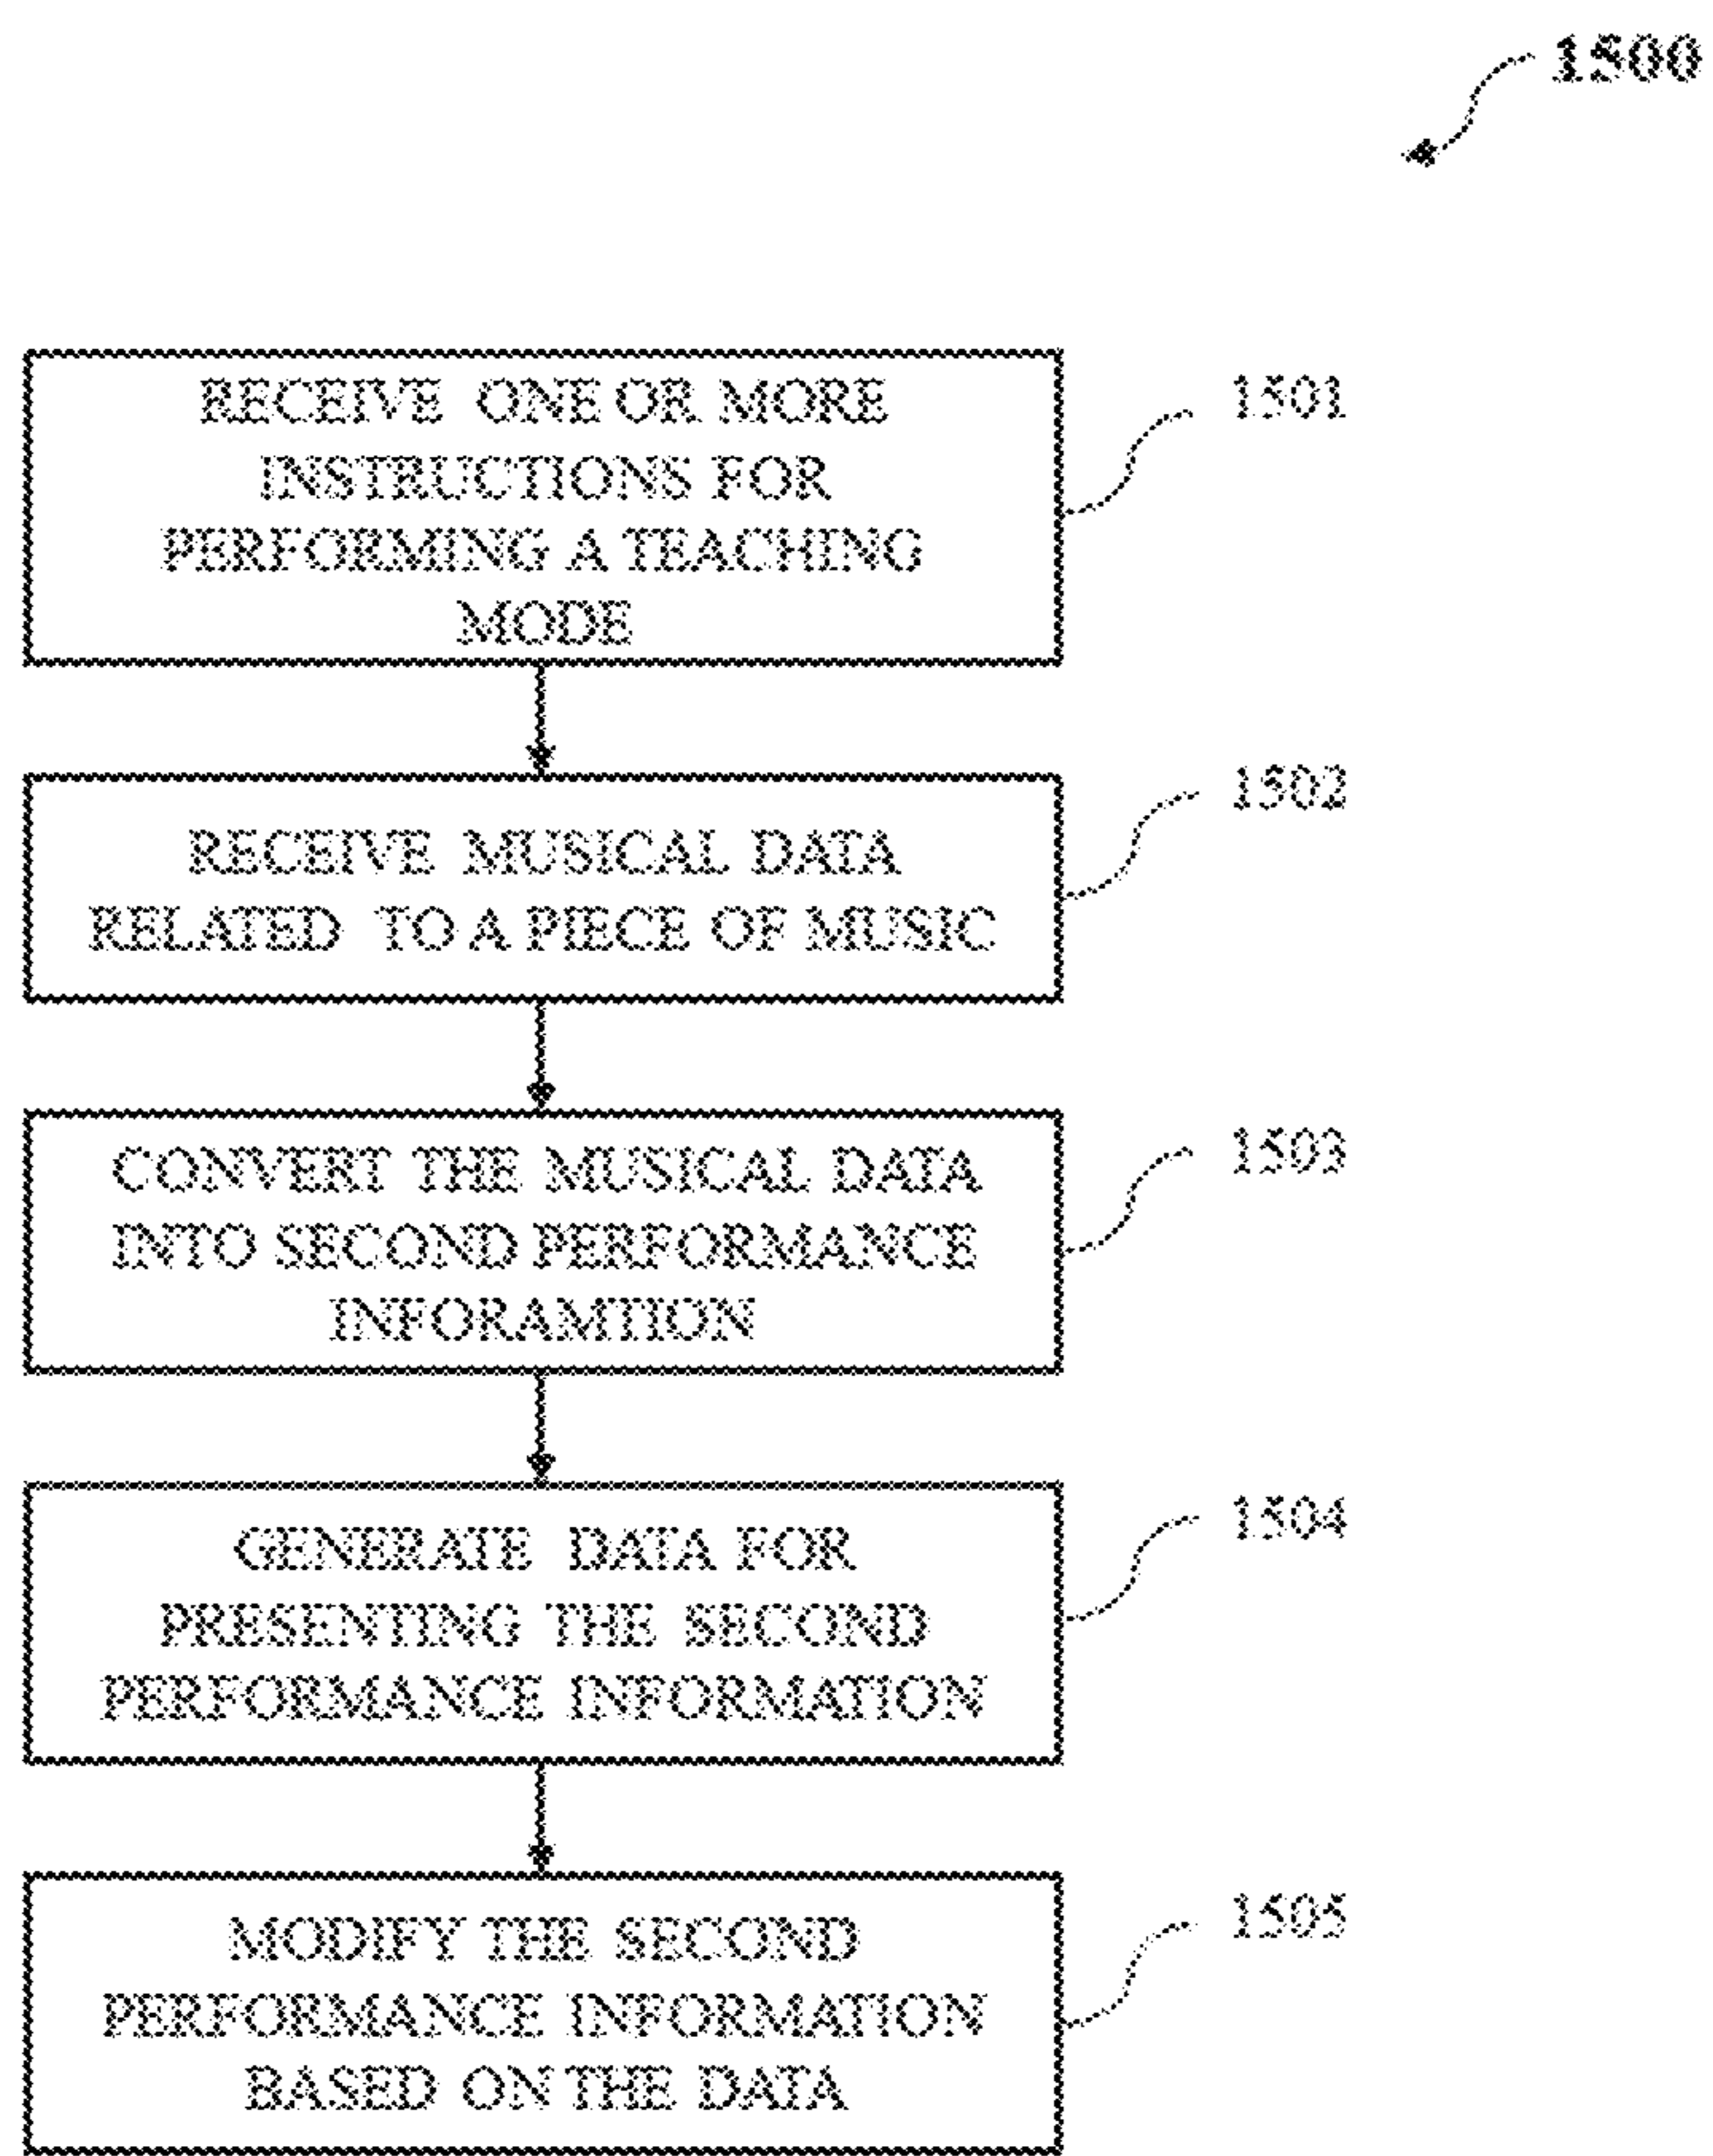 1500
RECEIVE ONE OR MORE
INSTRUCTIONS FOR
PERFORMING A TEACHING
MODE
1501
RECEIVE MUSICAL DATA
RELATED TO A PIECE OF MUSIC
1502
CONVERT THE MUSICAL DATA
INTO SECOND PERFORMANCE
INFORAMTION
1503
GENERATE DATA FOR
PRESENTING THE SECOND
PERFORMANCE INFORMATION
1504
MODIFY THE SECOND
PERFORMANCE INFORMATION
BASED ON THE DATA
1505